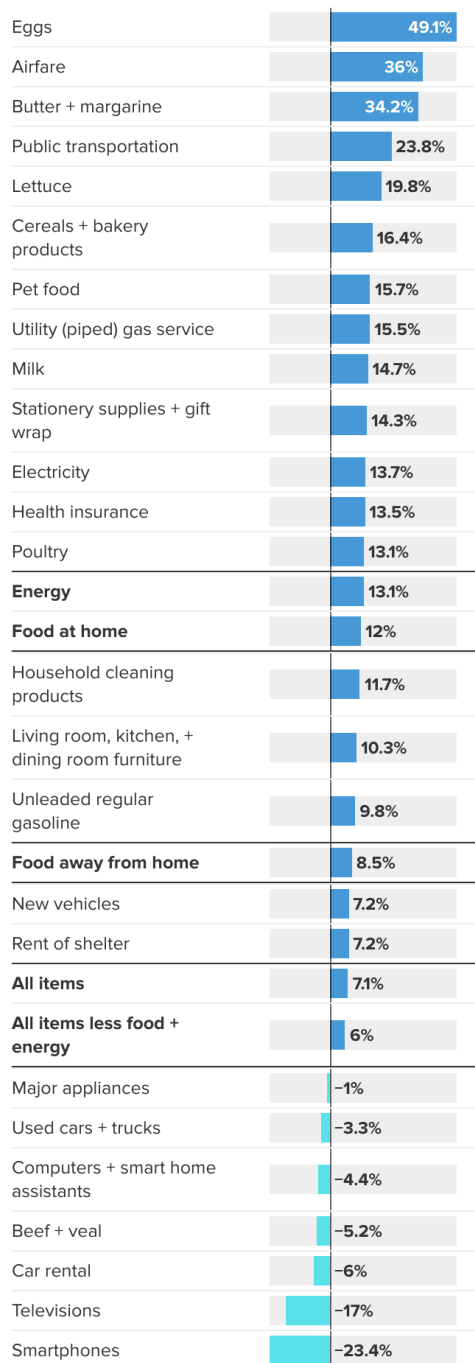 Eggs 49.1%
Airfare 36%
Butter + margarine 34.2%
Public transportation 23.8%
Lettuce 19.8%
Cereals + bakery
products 16.4%
Pet food 15.7%
Utility (piped) gas service 15.5%
Milk 14.7%
Stationery supplies + gift
wrap 14.3%
Electricity 13.7%
Health insurance 13.5%
Poultry 13.1%
Energy 13.1%
Food at home 12%
Household cleaning
products 11.7%
Living room, kitchen, +
dining room furniture 10.3%
Unleaded regular
gasoline 9.8%
Food away from home 8.5%
New vehicles 7.2%
Rent of shelter 7.2%
All items 7.1%
All items less food +
energy 6%
Major appliances −1%
Used cars + trucks −3.3%
Computers + smart home
assistants −4.4%
Beef + veal −5.2%
Car rental −6%
Televisions −17%
Smartphones −23.4%